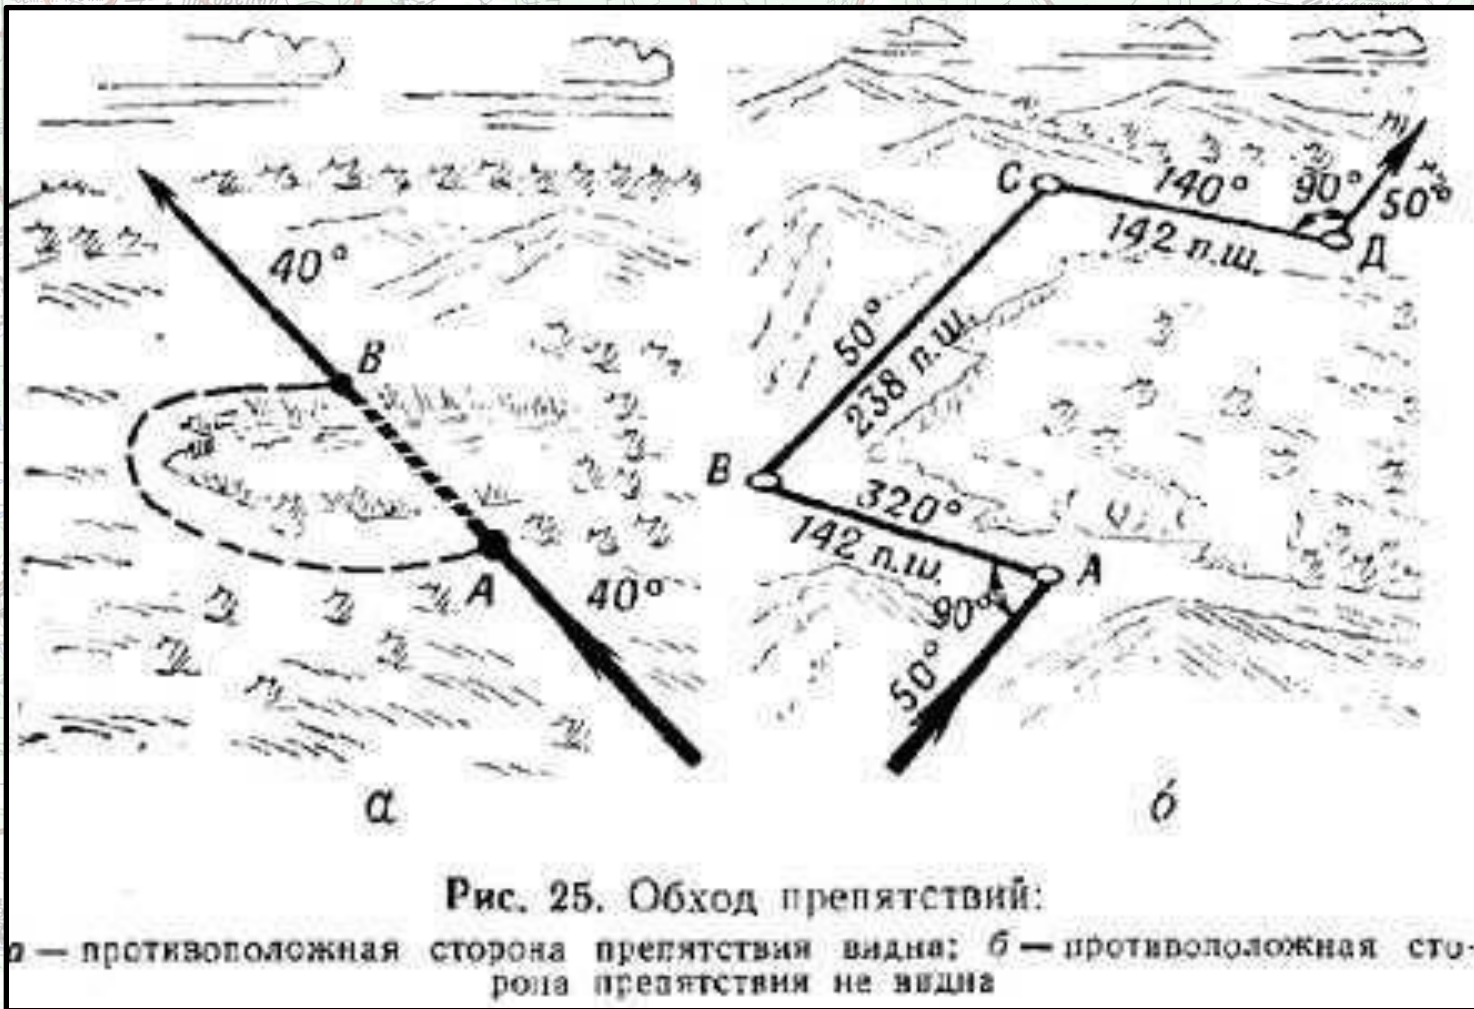 40°
В
А
40°
а
С
140°
90°
50°
142 п.ш.
Д
50°
238 п.ш.
В
320°
142 п.ш.
А
90°
50°
б
Рис. 25. Обход препятствий:
а — противоположная сторона препятствия видна; б — противоположная сто-
рона препятствия не видна